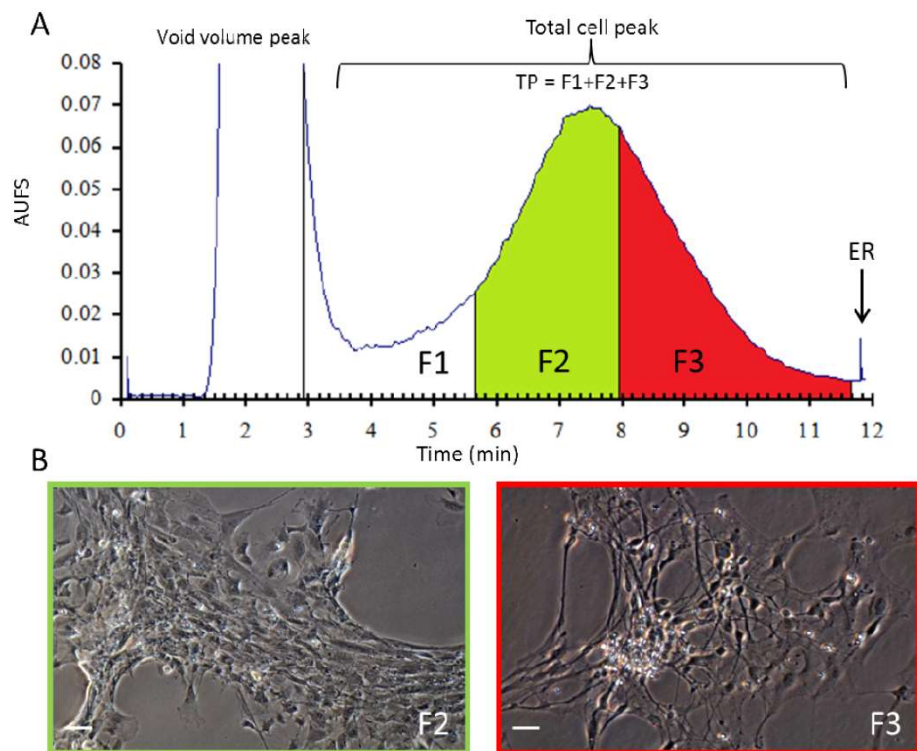 A
Void volume peak
Total cell peak
TP = F1+F2+F3
0.08
0.07
0.06
0.05
0.04
0.03
0.02
0.01
0
AUFS
ER
F1
F2
F3
0 1 2 3 4 5 6 7 8 9 10 11 12
Time (min)
B
F2
F3